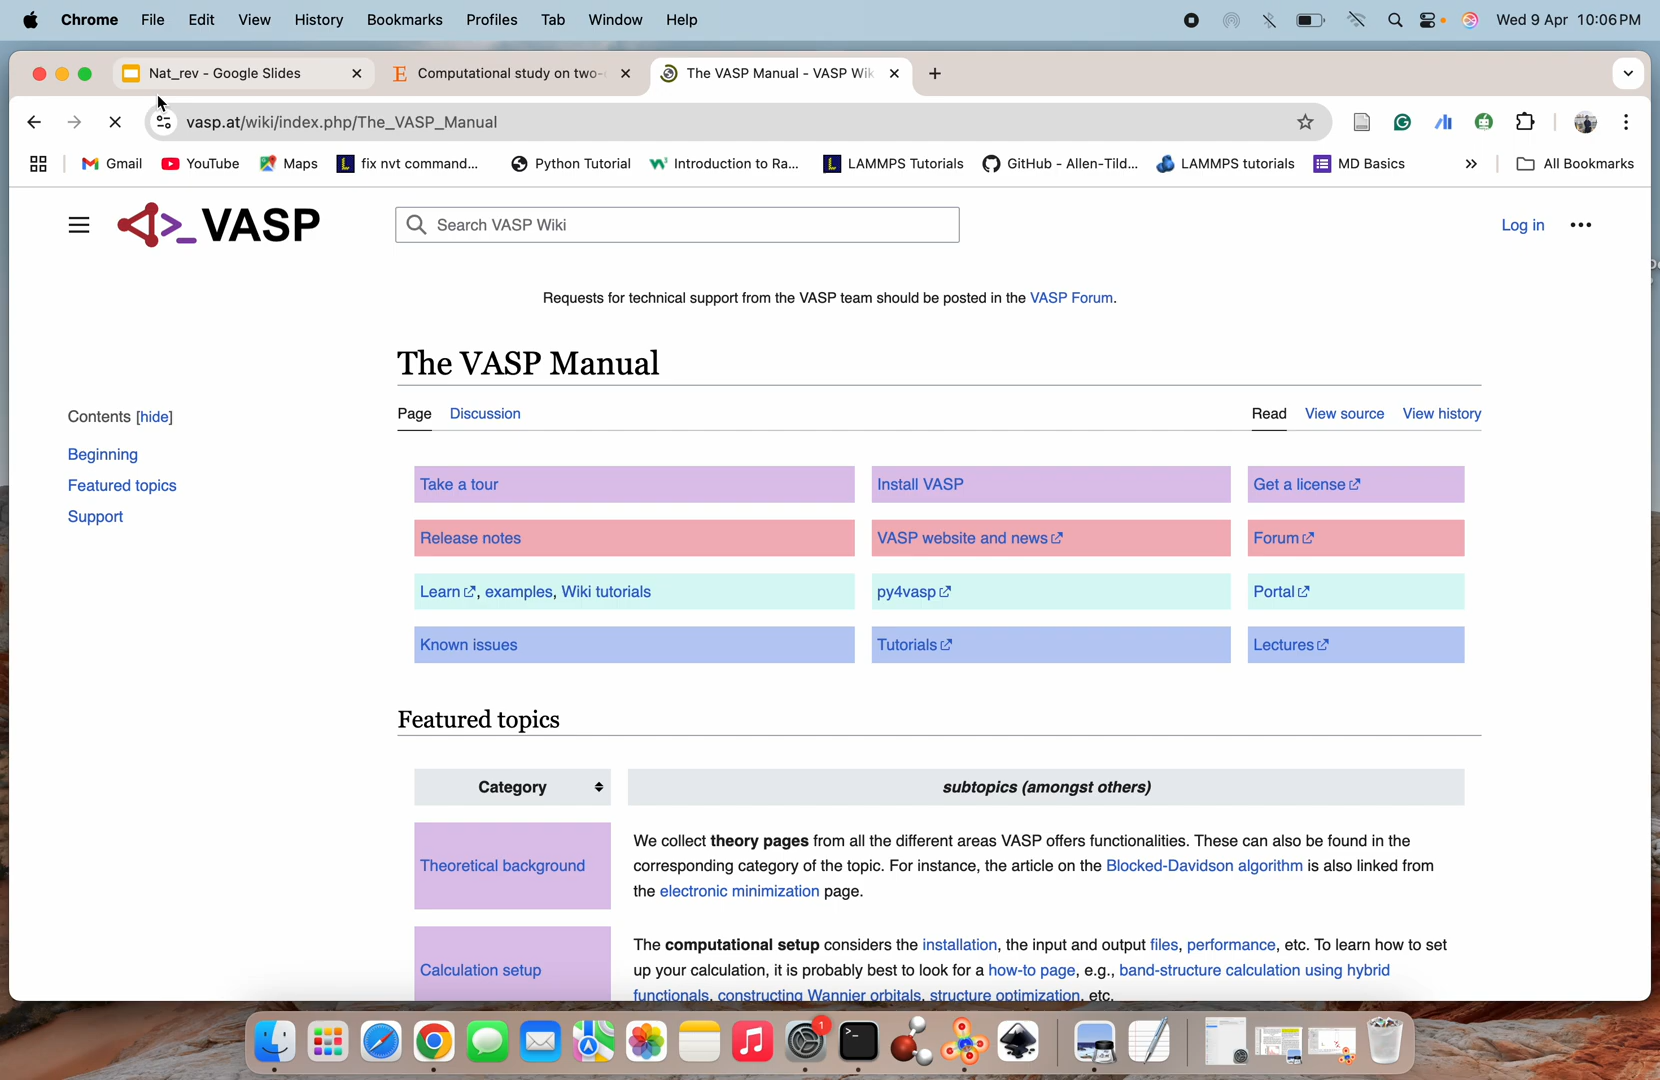 Chrome File Edit View History Bookmarks Profiles Tab Window Help Wed 9 Apr 10:06 PM
Nat_rev - Google Slides Computational study on two- The VASP Manual - VASP Wik
vasp.at/wiki/index.php/The_VASP_Manual
Gmail YouTube Maps fix nvt command... Python Tutorial Introduction to Ra... LAMMPS Tutorials GitHub - Allen-Tild... LAMMPS tutorials MD Basics » All Bookmarks
VASP Search VASP Wiki Log in
Requests for technical support from the VASP team should be posted in the VASP Forum.
The VASP Manual
Contents [hide]
Beginning
Featured topics
Support
Page Discussion Read View source View history
Take a tour Install VASP Get a license
Release notes VASP website and news Forum
Learn, examples, Wiki tutorials py4vasp Portal
Known issues Tutorials Lectures
Featured topics
Category subtopics (amongst others)
Theoretical background
We collect theory pages from all the different areas VASP offers functionalities. These can also be found in the
corresponding category of the topic. For instance, the article on the Blocked-Davidson algorithm is also linked from
the electronic minimization page.
Calculation setup
The computational setup considers the installation, the input and output files, performance, etc. To learn how to set
up your calculation, it is probably best to look for a how-to page, e.g., band-structure calculation using hybrid
functionals, constructing Wannier orbitals, structure optimization, etc.
1